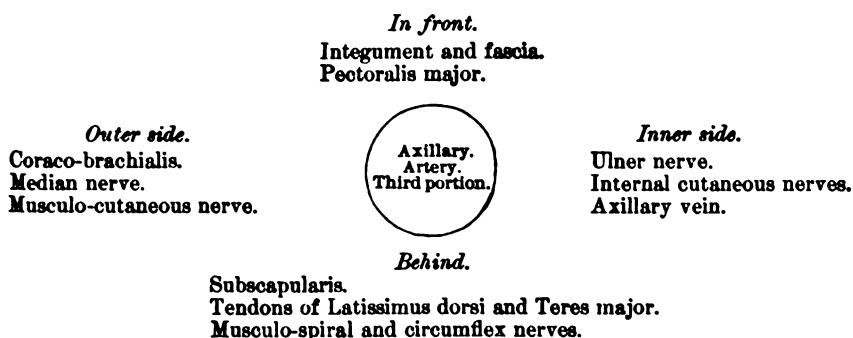 In front.
Integument and fascia.
Pectoralis major.
Outer side.
Coraco-brachialis.
Median nerve.
Musculo-cutaneous nerve.
Axillary.
Artery.
Third portion.
Inner side.
Ulner nerve.
Internal cutaneous nerves.
Axillary vein.
Behind.
Subscapularis.
Tendons of Latissimus dorsi and Teres major.
Musculo-spiral and circumflex nerves.